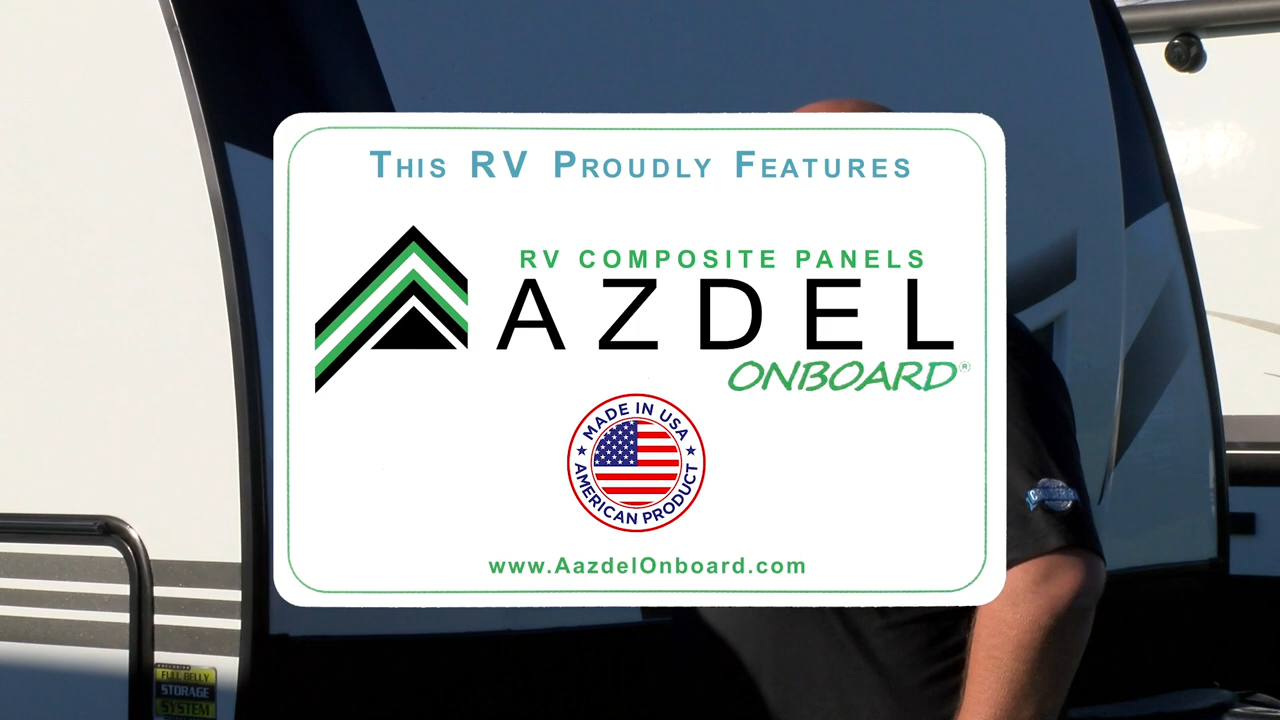 THIS RV PROUDLY FEATURES
RV COMPOSITE PANELS
AZDEL
ONBOARD®
MADE IN USA
AMERICAN PRODUCT
www.AazdelOnboard.com
FULL BELLY
STORAGE
SYSTEM